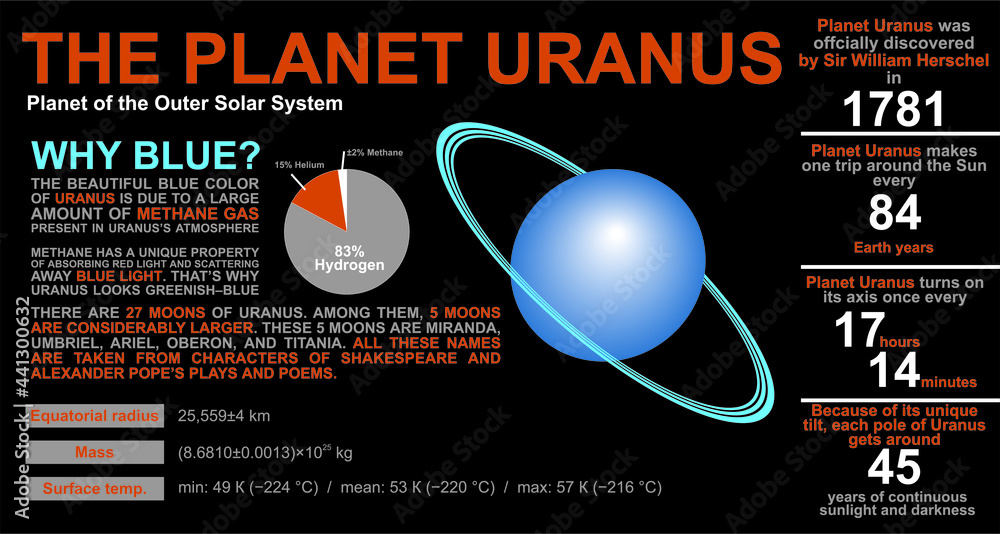 THE PLANET URANUS
Planet of the Outer Solar System
WHY BLUE?
THE BEAUTIFUL BLUE COLOR
OF URANUS IS DUE TO A LARGE
AMOUNT OF METHANE GAS
PRESENT IN URANUS'S ATMOSPHERE
METHANE HAS A UNIQUE PROPERTY
OF ABSORBING RED LIGHT AND SCATTERING
AWAY BLUE LIGHT. THAT'S WHY
URANUS LOOKS GREENISH–BLUE
15% Helium
±2% Methane
83%
Hydrogen
THERE ARE 27 MOONS OF URANUS. AMONG THEM, 5 MOONS
ARE CONSIDERABLY LARGER. THESE 5 MOONS ARE MIRANDA,
UMBRIEL, ARIEL, OBERON, AND TITANIA. ALL THESE NAMES
ARE TAKEN FROM CHARACTERS OF SHAKESPEARE AND
ALEXANDER POPE'S PLAYS AND POEMS.
Equatorial radius 25,559±4 km
Mass (8.6810±0.0013)×10²⁵ kg
Surface temp. min: 49 K (−224 °C) / mean: 53 K (−220 °C) / max: 57 K (−216 °C)
Planet Uranus was
offcially discovered
by Sir William Herschel
in
1781
Planet Uranus makes
one trip around the Sun
every
84
Earth years
Planet Uranus turns on
its axis once every
17 hours
14 minutes
Because of its unique
tilt, each pole of Uranus
gets around
45
years of continuous
sunlight and darkness
Adobe Stock | #441300632